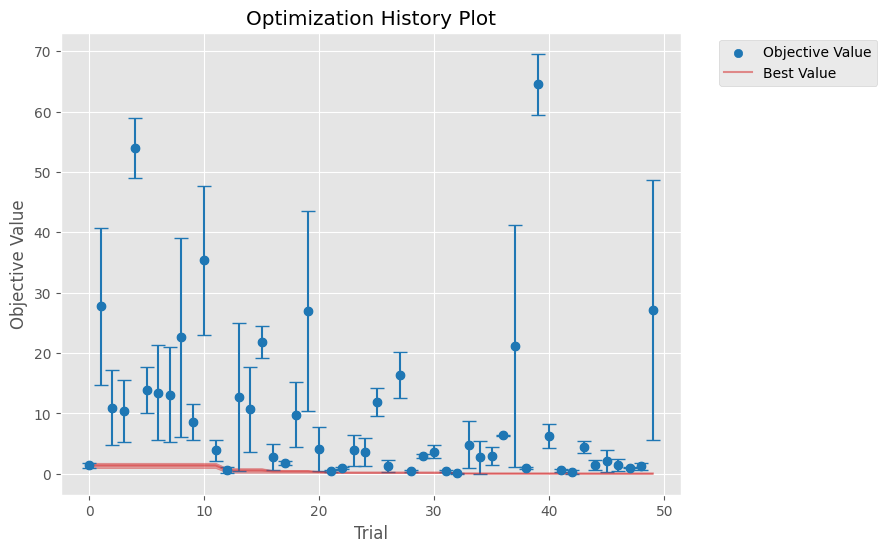 Optimization History Plot
Objective Value
Best Value
Objective Value
70
60
50
40
30
20
10
0
0 10 20 30 40 50
Trial